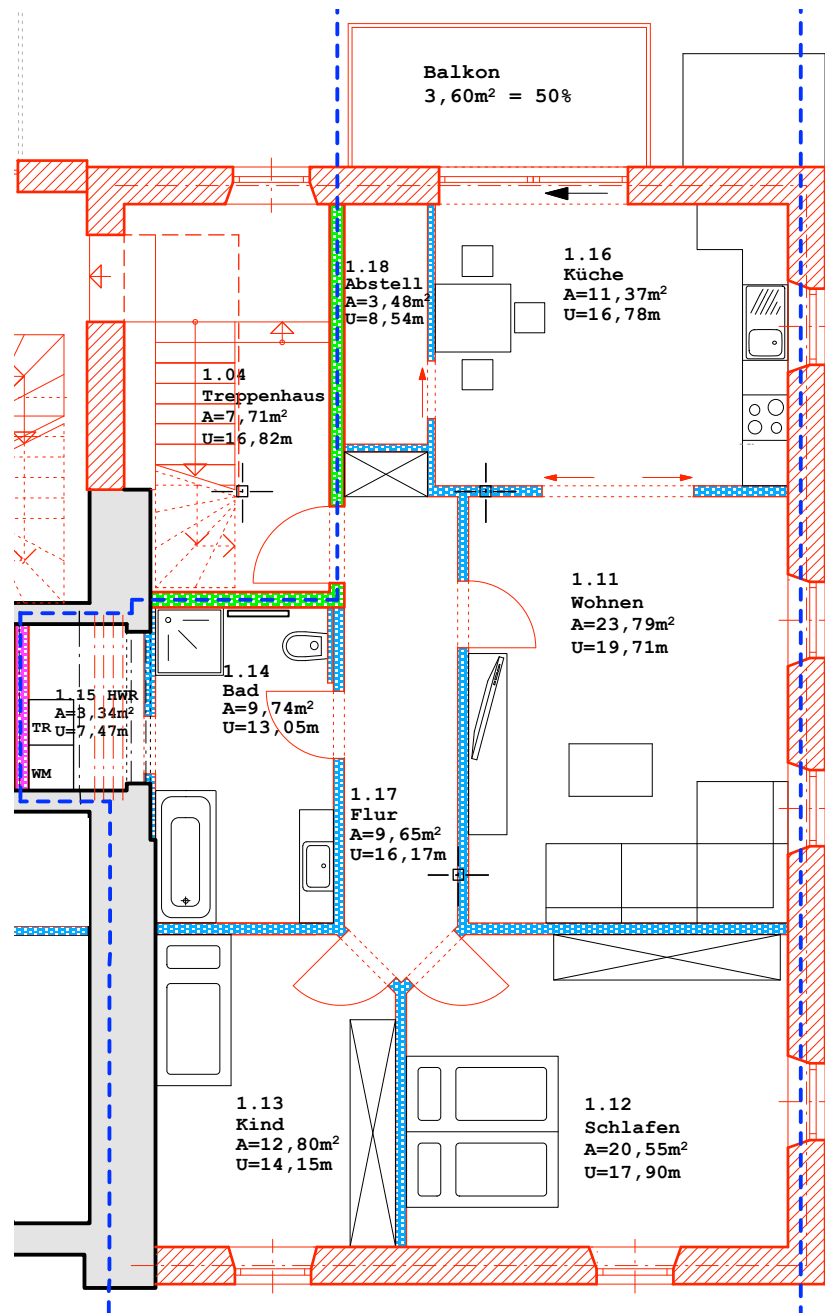 Balkon
3,60m² = 50%
1.16
Küche
A=11,37m²
U=16,78m
1.18
Abstell
A=3,48m²
U=8,54m
1.04
Treppenhaus
A=7,71m²
U=16,82m
1.11
Wohnen
A=23,79m²
U=19,71m
1.14
Bad
A=9,74m²
U=13,05m
1.15 HWR
A=3,34m²
U=7,47m
TR
WM
1.17
Flur
A=9,65m²
U=16,17m
1.13
Kind
A=12,80m²
U=14,15m
1.12
Schlafen
A=20,55m²
U=17,90m